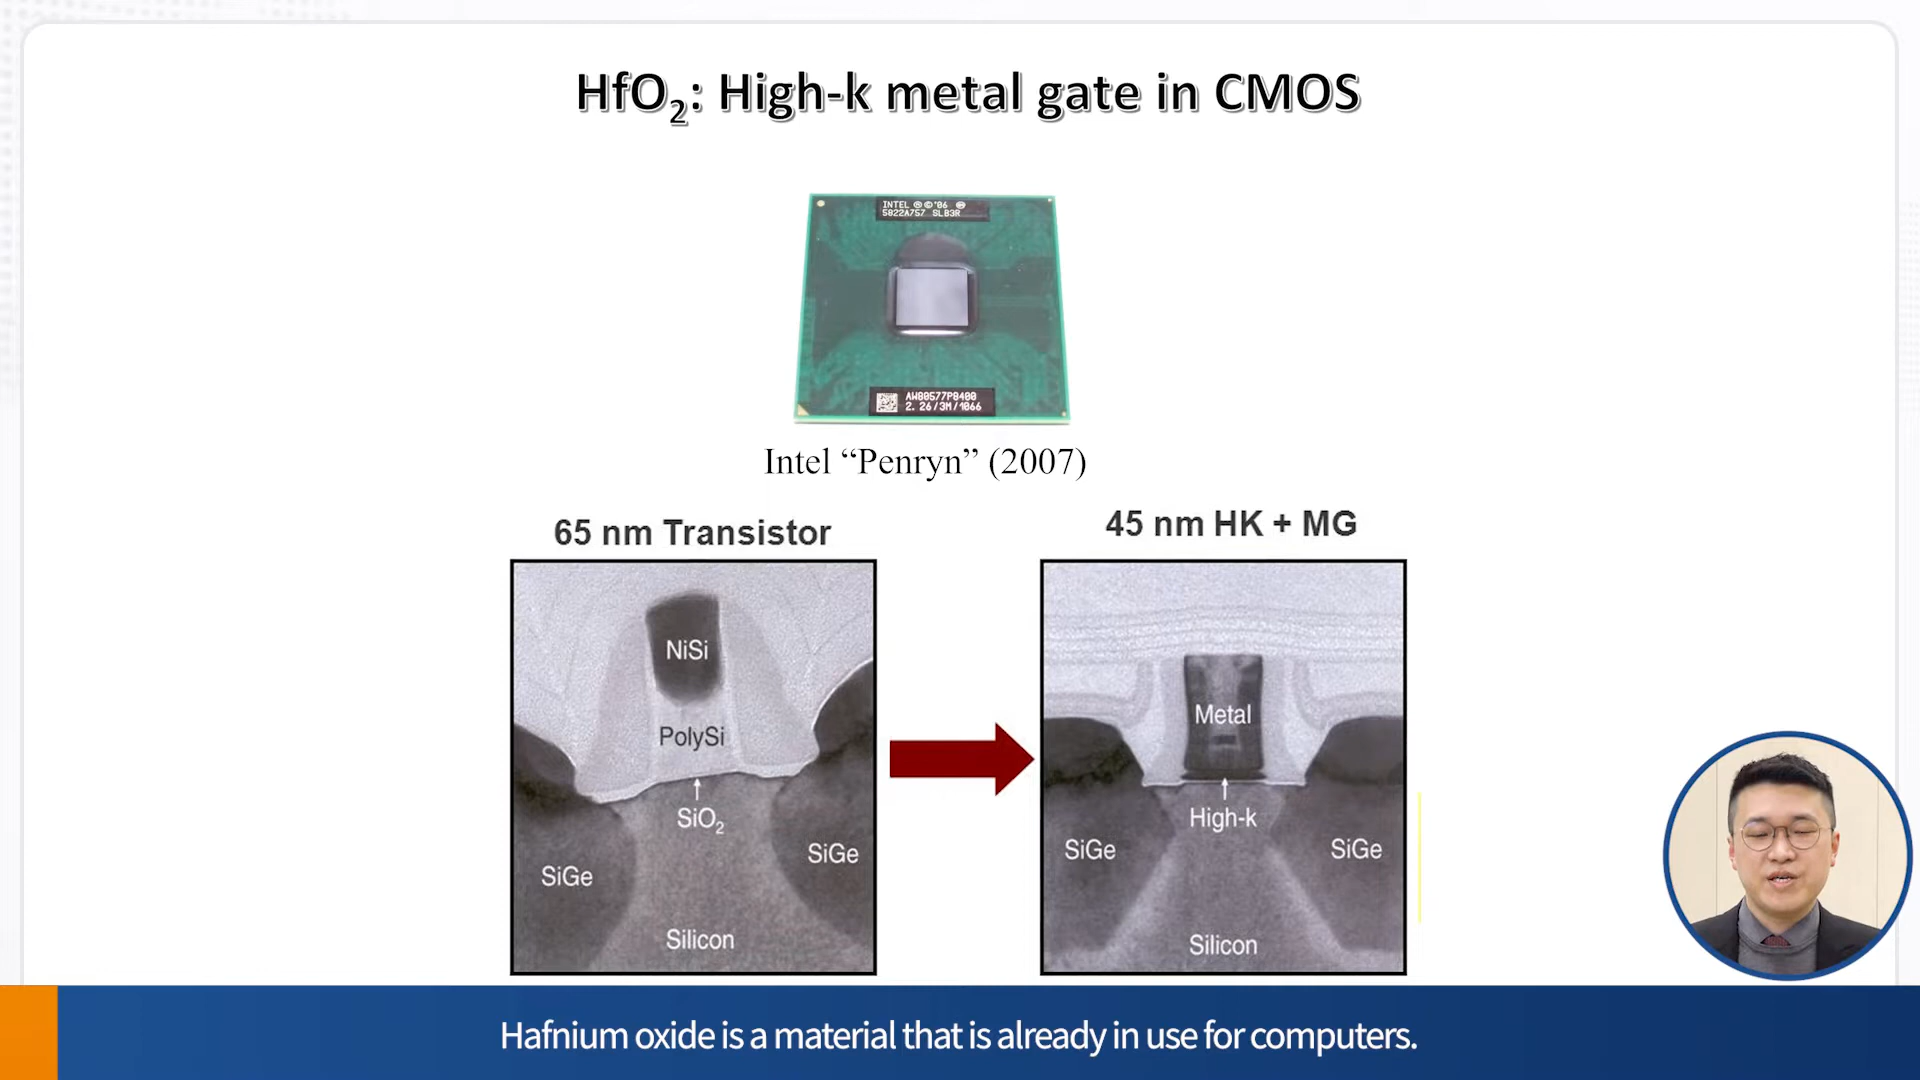 HfO₂: High-k metal gate in CMOS
INTEL Ⓜ©'06
5822A757 SLB3R
AW80577P8400
2.26/3M/1066
Intel “Penryn” (2007)
65 nm Transistor
45 nm HK + MG
NiSi
PolySi
SiO₂
SiGe
SiGe
Silicon
Metal
High-k
SiGe
SiGe
Silicon
Hafnium oxide is a material that is already in use for computers.